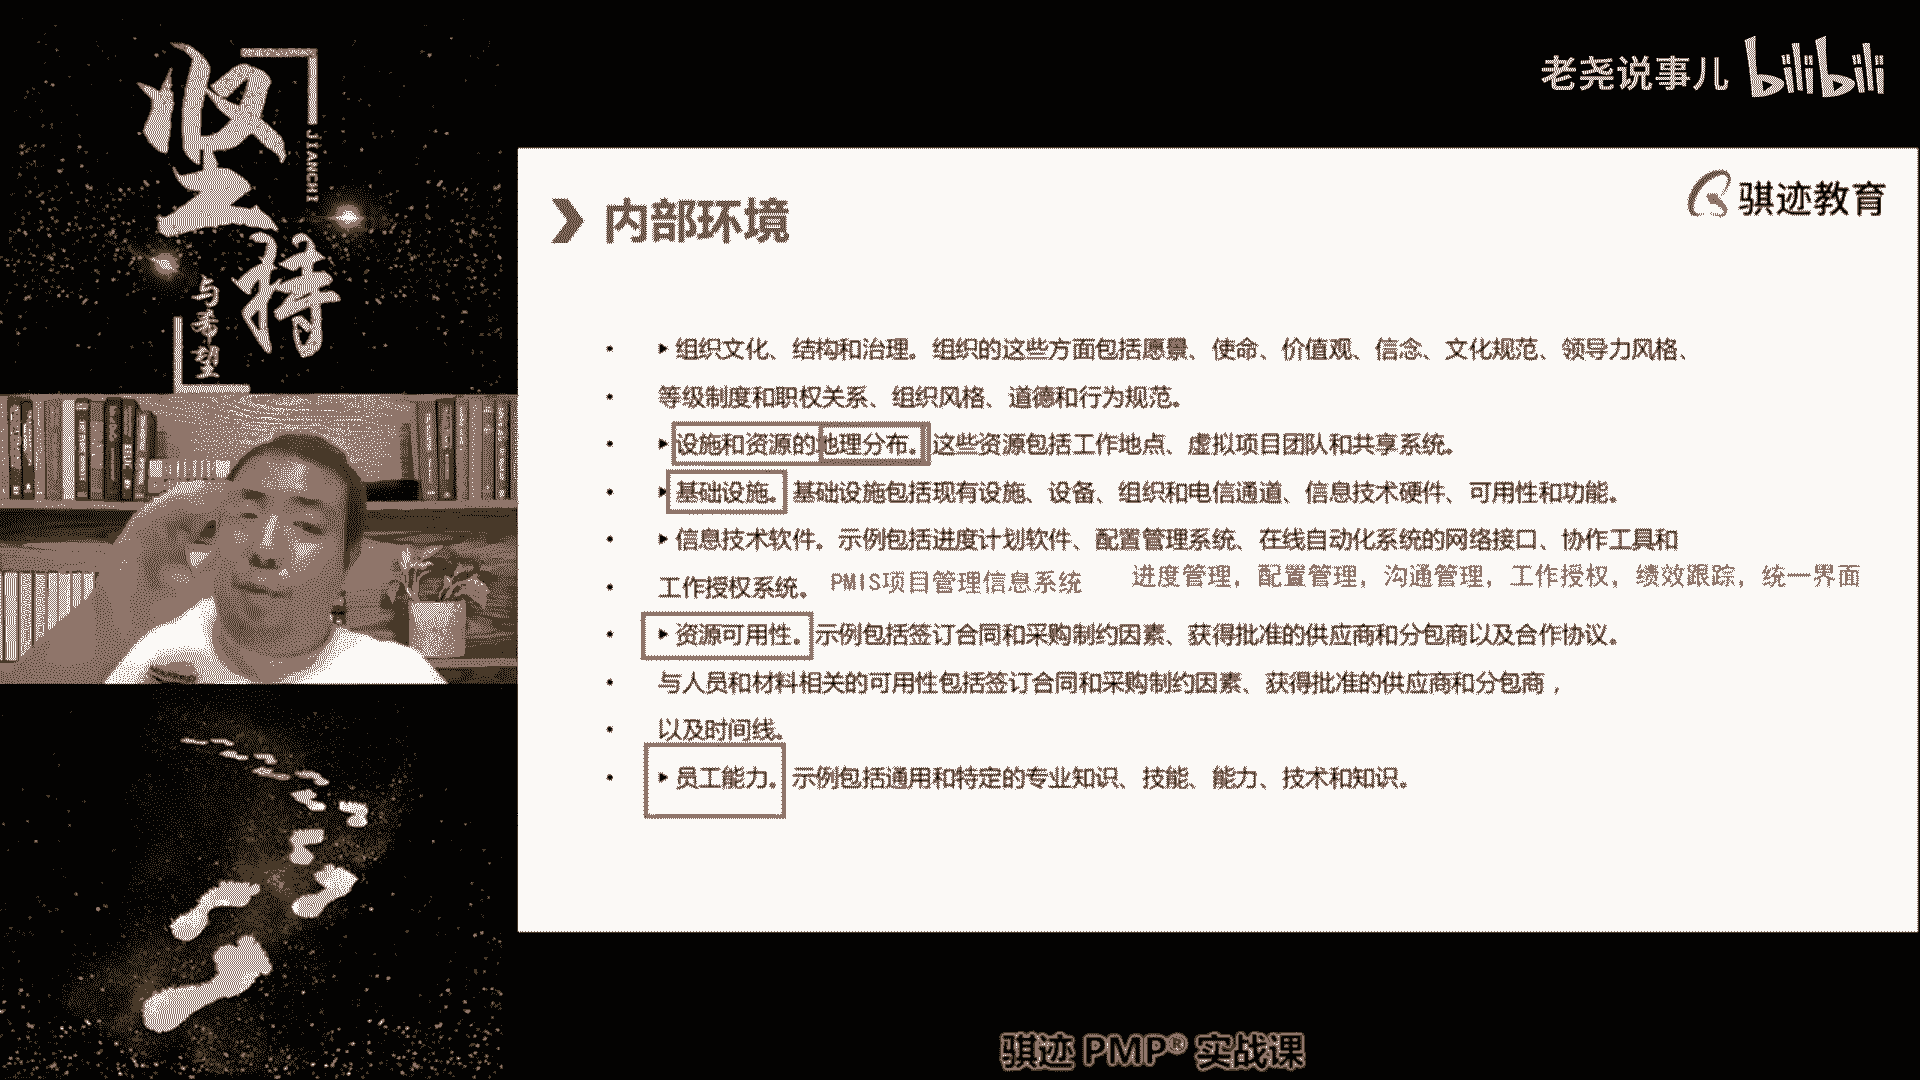 坚持
JIANCHI
与希望
老尧说事儿 bilibili
骐迹教育
内部环境
• ▸ 组织文化、结构和治理。组织的这些方面包括愿景、使命、价值观、信念、文化规范、领导力风格、
• 等级制度和职权关系、组织风格、道德和行为规范。
• ▸ 设施和资源的地理分布。这些资源包括工作地点、虚拟项目团队和共享系统。
• ▸ 基础设施。基础设施包括现有设施、设备、组织和电信通道、信息技术硬件、可用性和功能。
• ▸ 信息技术软件。示例包括进度计划软件、配置管理系统、在线自动化系统的网络接口、协作工具和
• 工作授权系统。 PMIS项目管理信息系统 进度管理，配置管理，沟通管理，工作授权，绩效跟踪，统一界面
• ▸ 资源可用性。示例包括签订合同和采购制约因素、获得批准的供应商和分包商以及合作协议。
• 与人员和材料相关的可用性包括签订合同和采购制约因素、获得批准的供应商和分包商，
• 以及时间线。
• ▸ 员工能力。示例包括通用和特定的专业知识、技能、能力、技术和知识。
骐迹 PMP® 实战课